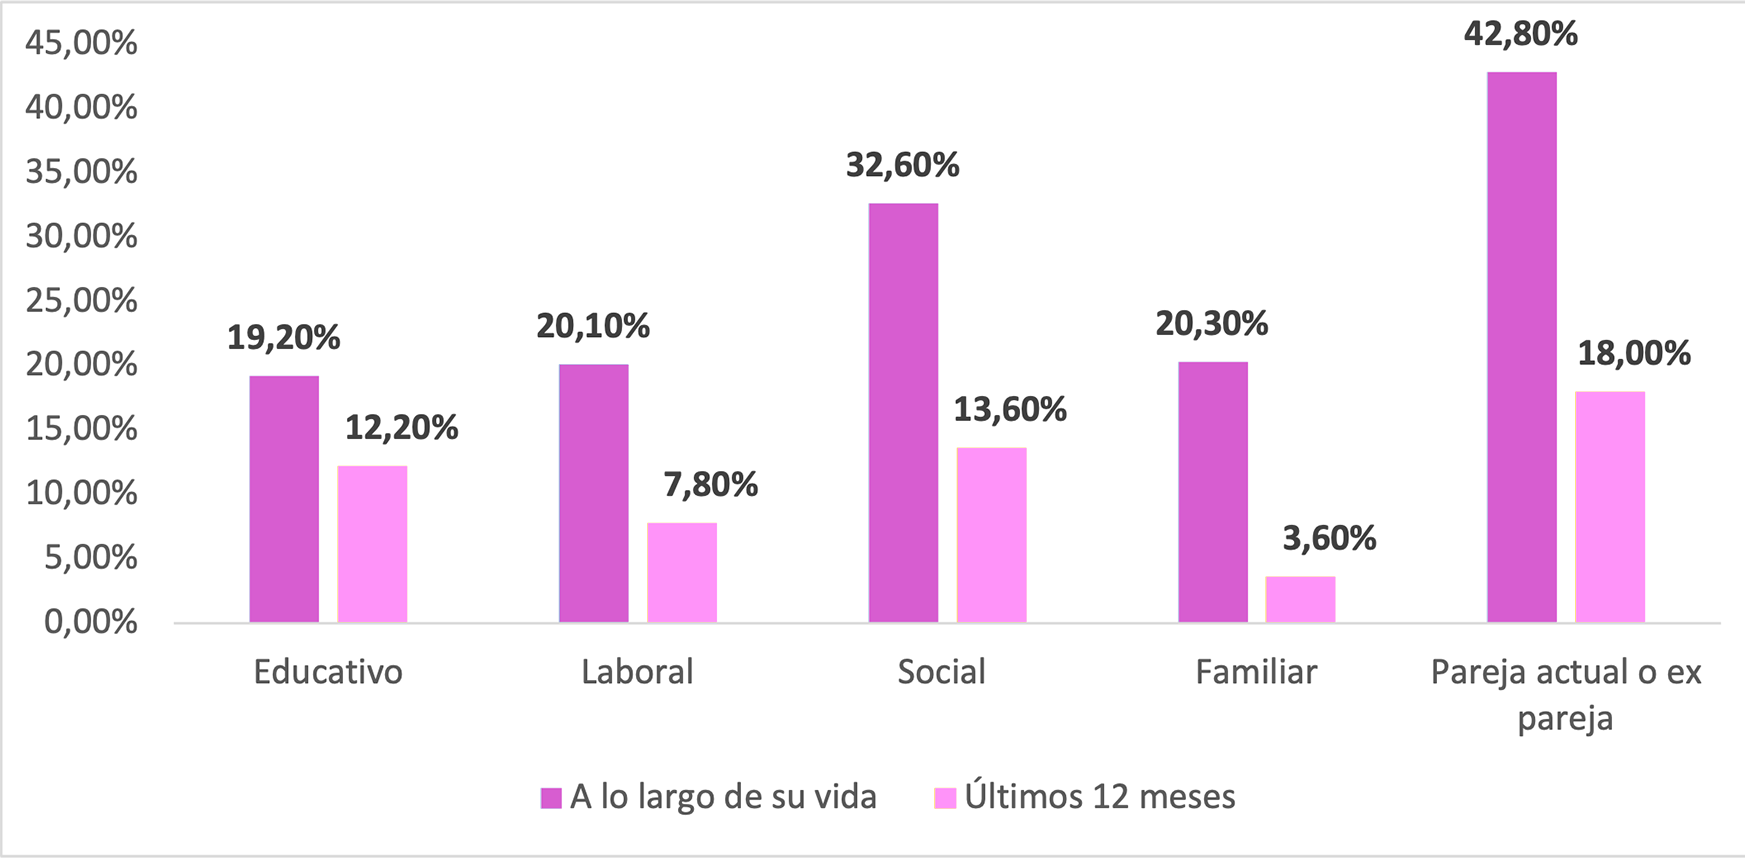 45,00%
40,00%
35,00%
30,00%
25,00%
20,00%
15,00%
10,00%
5,00%
0,00%
19,20%
12,20%
20,10%
7,80%
32,60%
13,60%
20,30%
3,60%
42,80%
18,00%
Educativo
Laboral
Social
Familiar
Pareja actual o ex
pareja
A lo largo de su vida
Últimos 12 meses